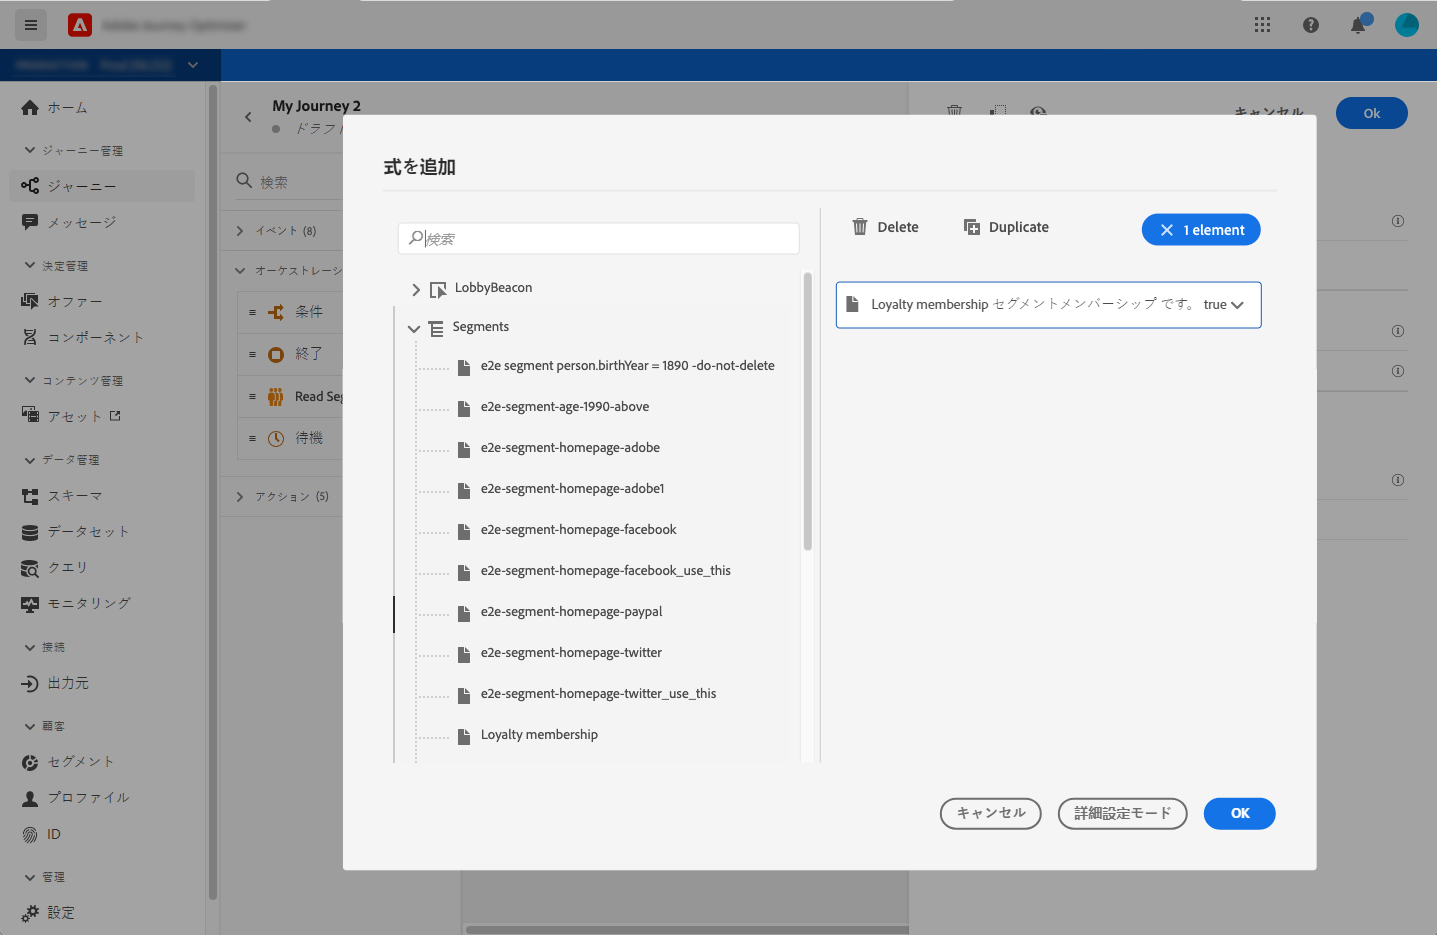 My Journey 2
ドラフト
キャンセル
Ok
ホーム
ジャーニー管理
ジャーニー
メッセージ
決定管理
オファー
コンポーネント
コンテンツ管理
アセット
データ管理
スキーマ
データセット
クエリ
モニタリング
接続
出力元
顧客
セグメント
プロファイル
ID
管理
設定
検索
イベント (8)
オーケストレーシ
条件
終了
Read Seg
待機
アクション (5)
式を追加
検索
LobbyBeacon
Segments
e2e segment person.birthYear = 1890 -do-not-delete
e2e-segment-age-1990-above
e2e-segment-homepage-adobe
e2e-segment-homepage-adobe1
e2e-segment-homepage-facebook
e2e-segment-homepage-facebook_use_this
e2e-segment-homepage-paypal
e2e-segment-homepage-twitter
e2e-segment-homepage-twitter_use_this
Loyalty membership
Delete
Duplicate
1 element
Loyalty membership セグメントメンバーシップ です。 true
キャンセル
詳細設定モード
OK